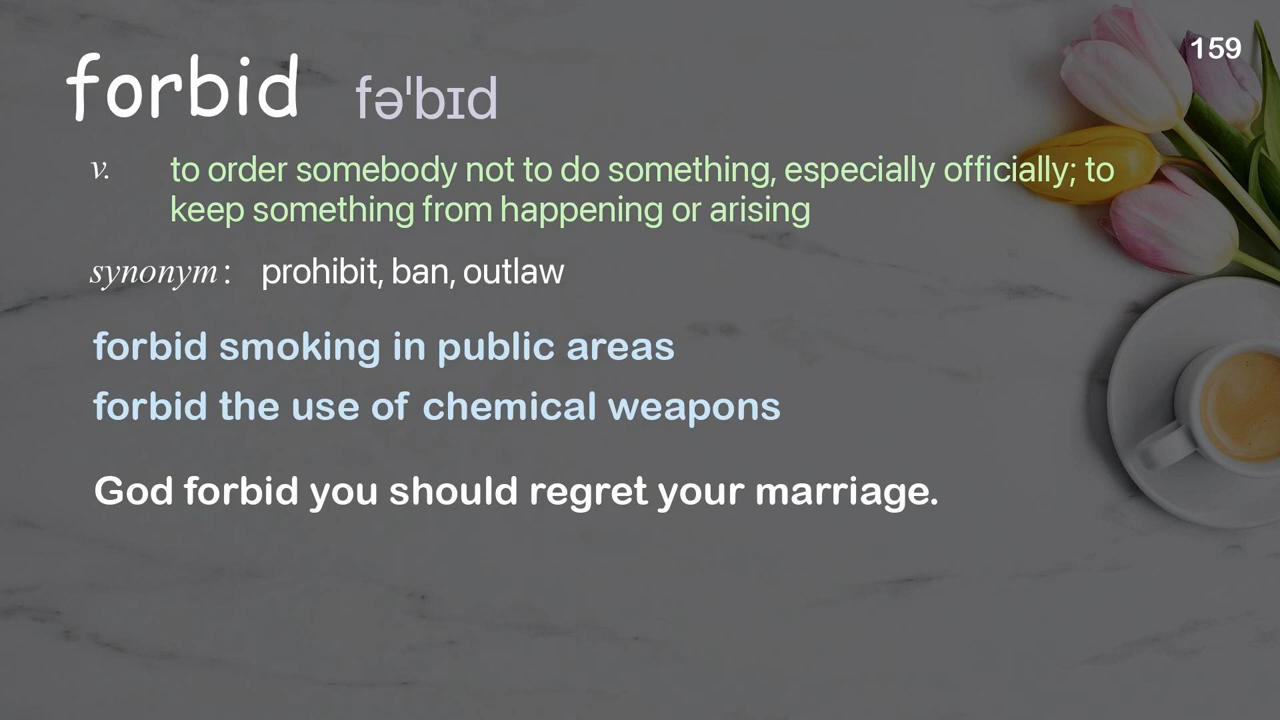 159
forbid fə'bɪd
v. to order somebody not to do something, especially officially; to
keep something from happening or arising
synonym : prohibit, ban, outlaw
forbid smoking in public areas
forbid the use of chemical weapons
God forbid you should regret your marriage.